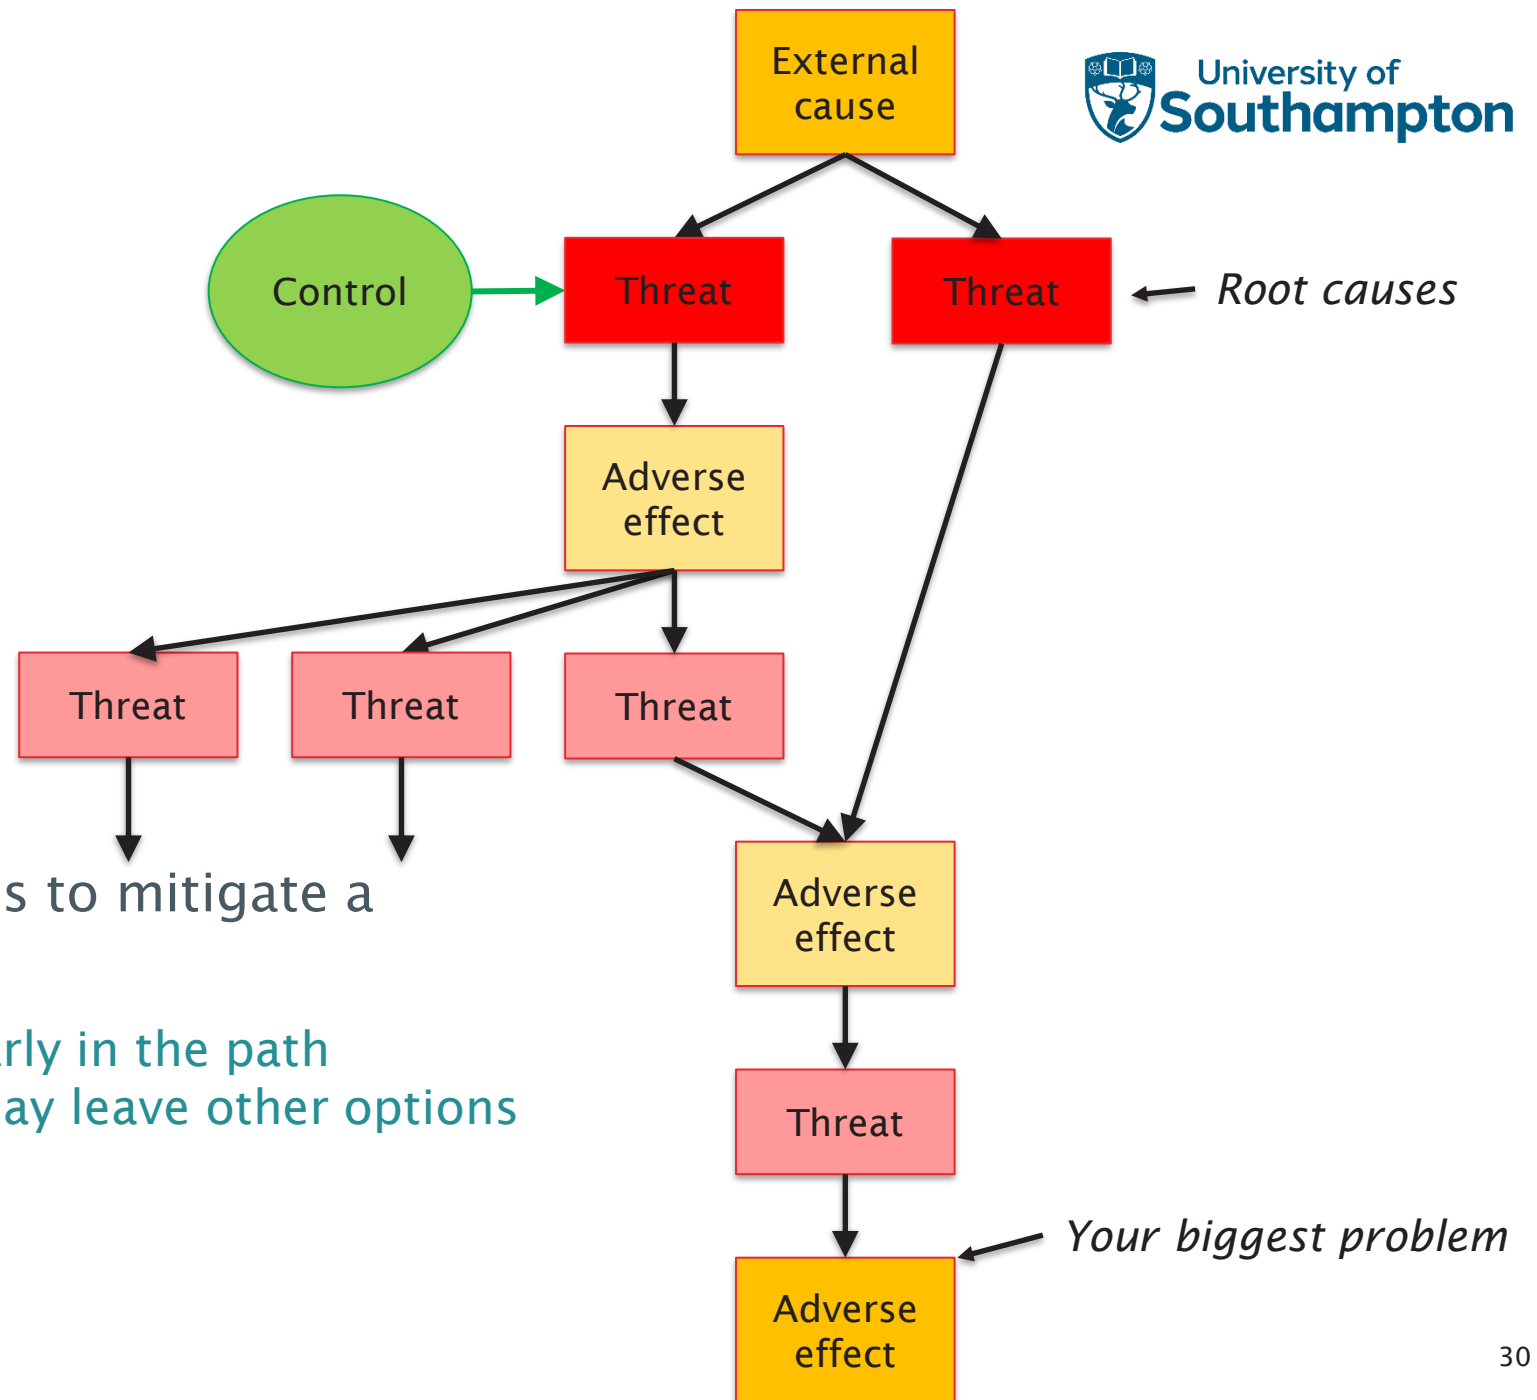 External
cause
University of
Southampton
Control
Threat
Threat
Root causes
Adverse
effect
Threat
Threat
Threat
s to mitigate a
Adverse
effect
rly in the path
ay leave other options
Threat
Your biggest problem
Adverse
effect
30